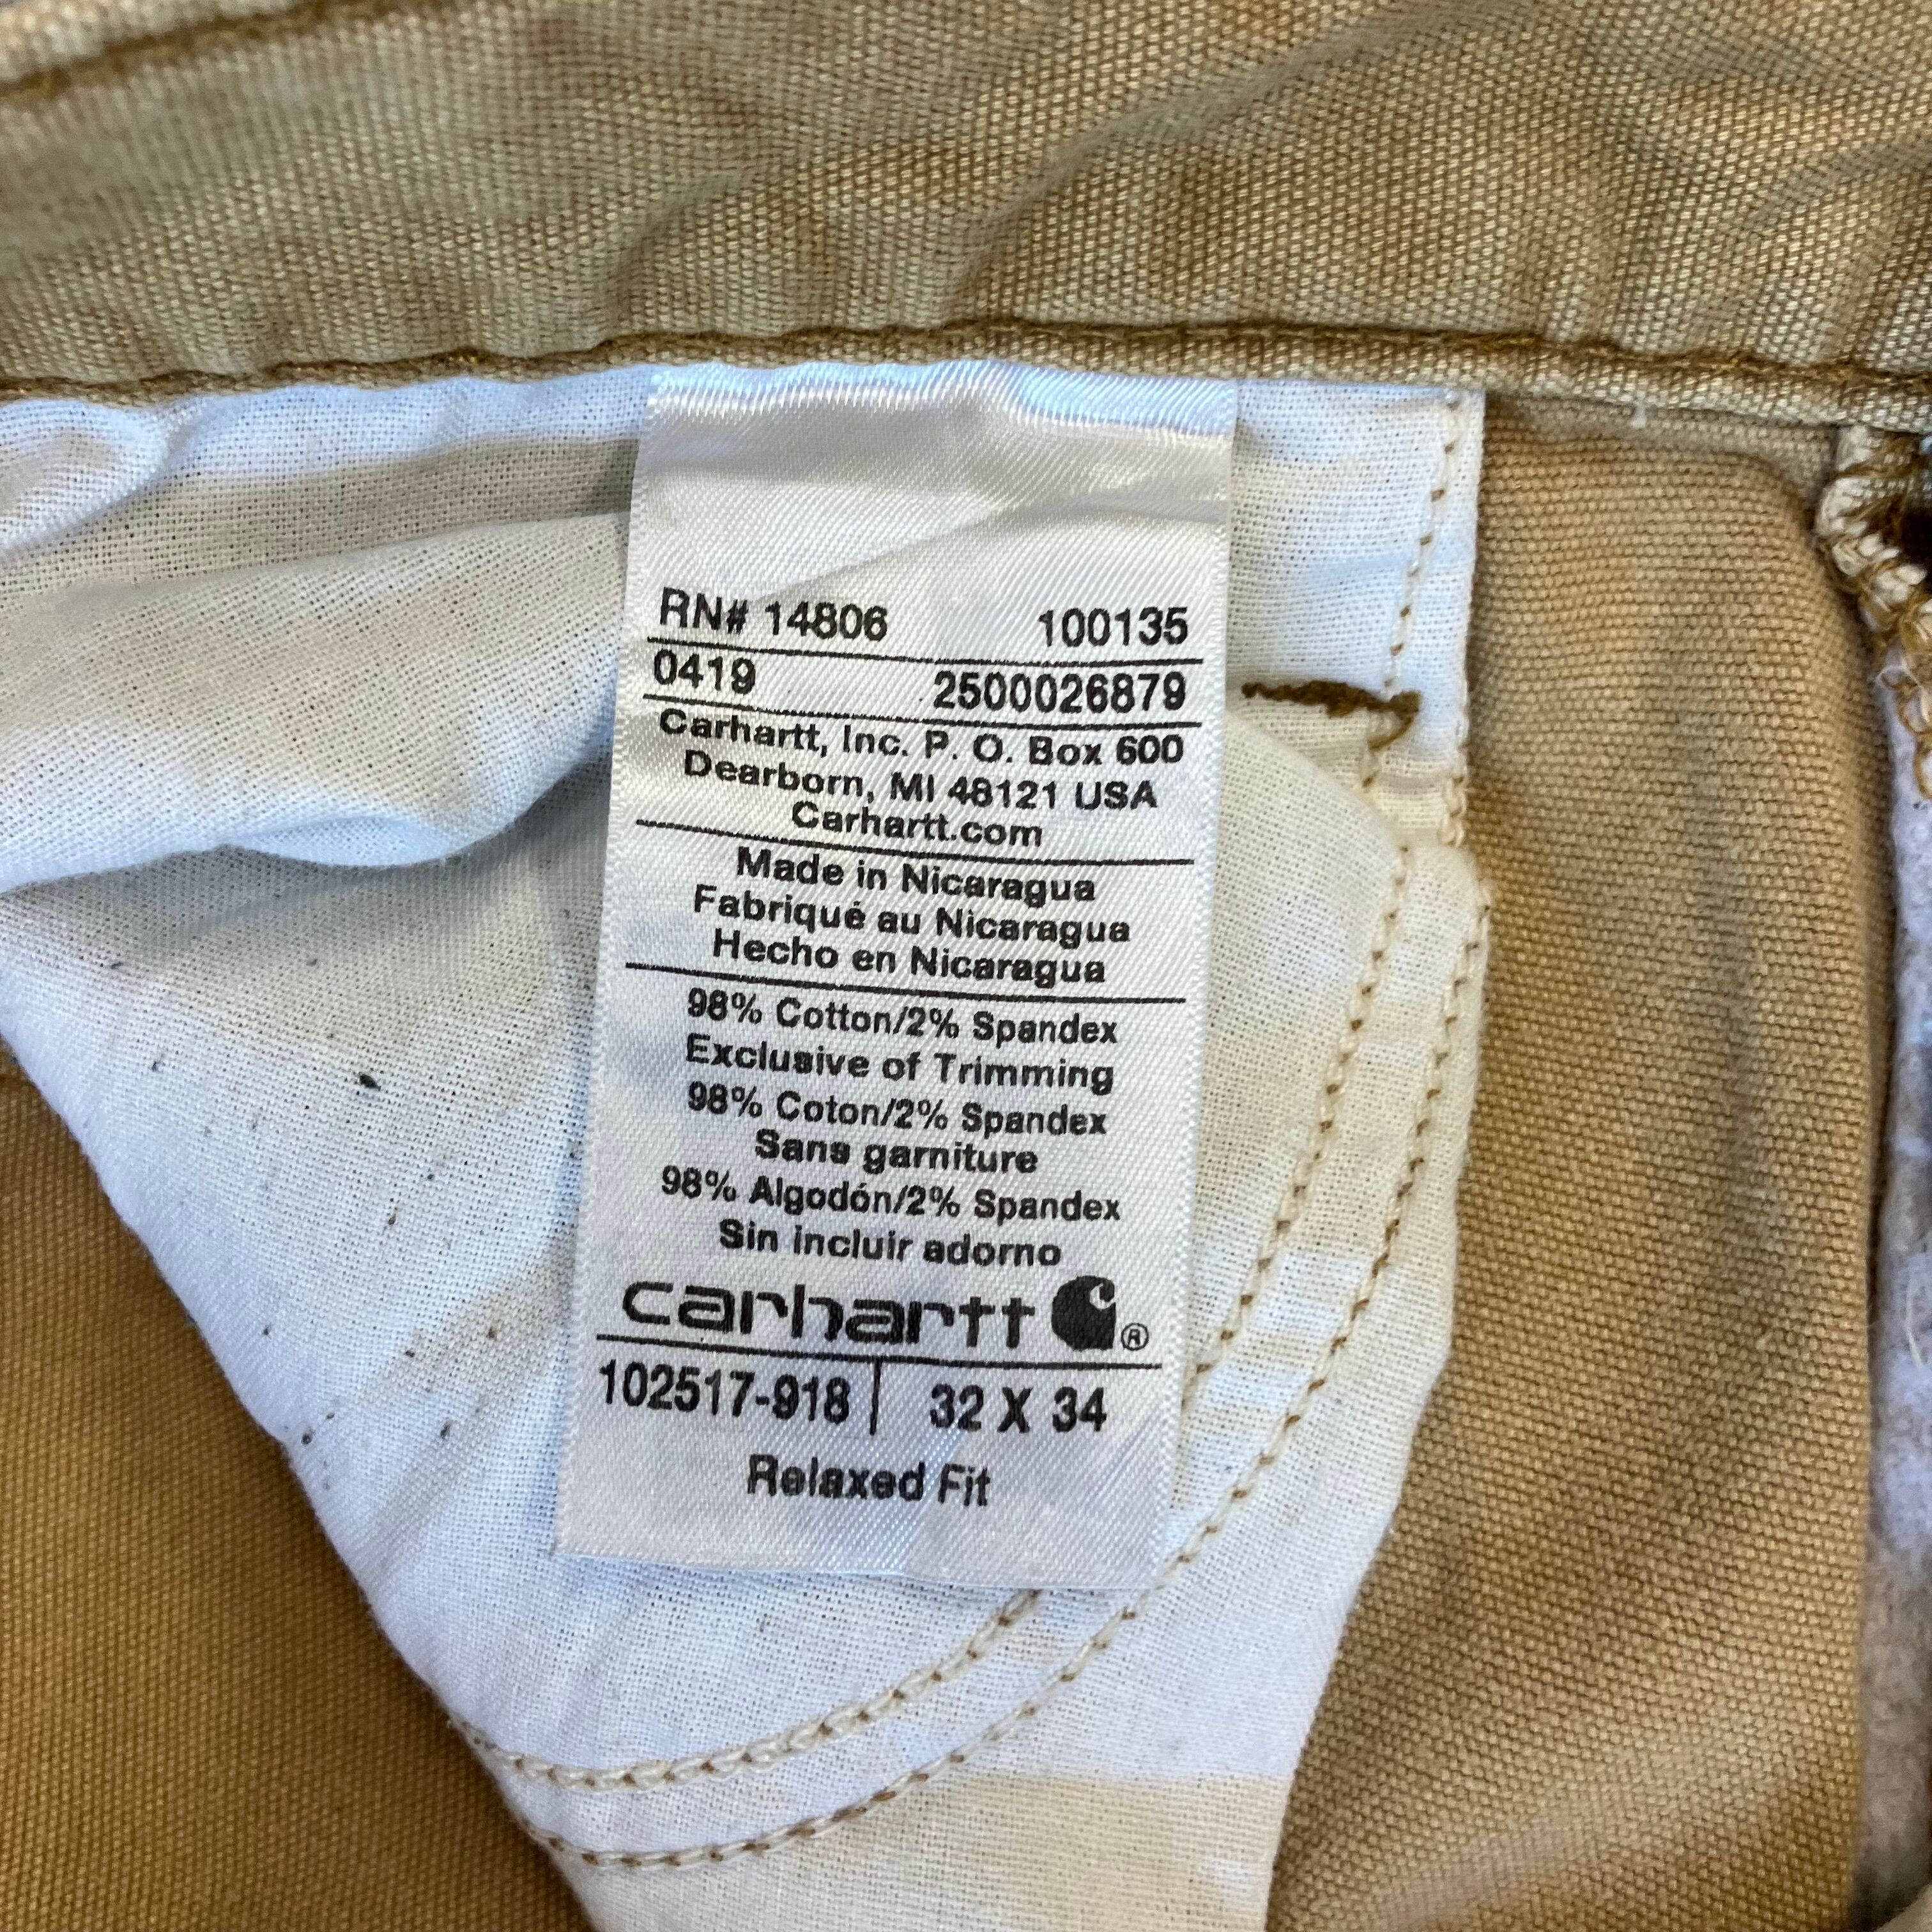 RN# 14806 100135
0419 2500026879
Carhartt, Inc. P. O. Box 600
Dearborn, MI 48121 USA
Carhartt.com
Made in Nicaragua
Fabriqué au Nicaragua
Hecho en Nicaragua
98% Cotton/2% Spandex
Exclusive of Trimming
98% Coton/2% Spandex
Sans garniture
98% Algodón/2% Spandex
Sin incluir adorno
carhartt ®
102517-918 | 32 X 34
Relaxed Fit